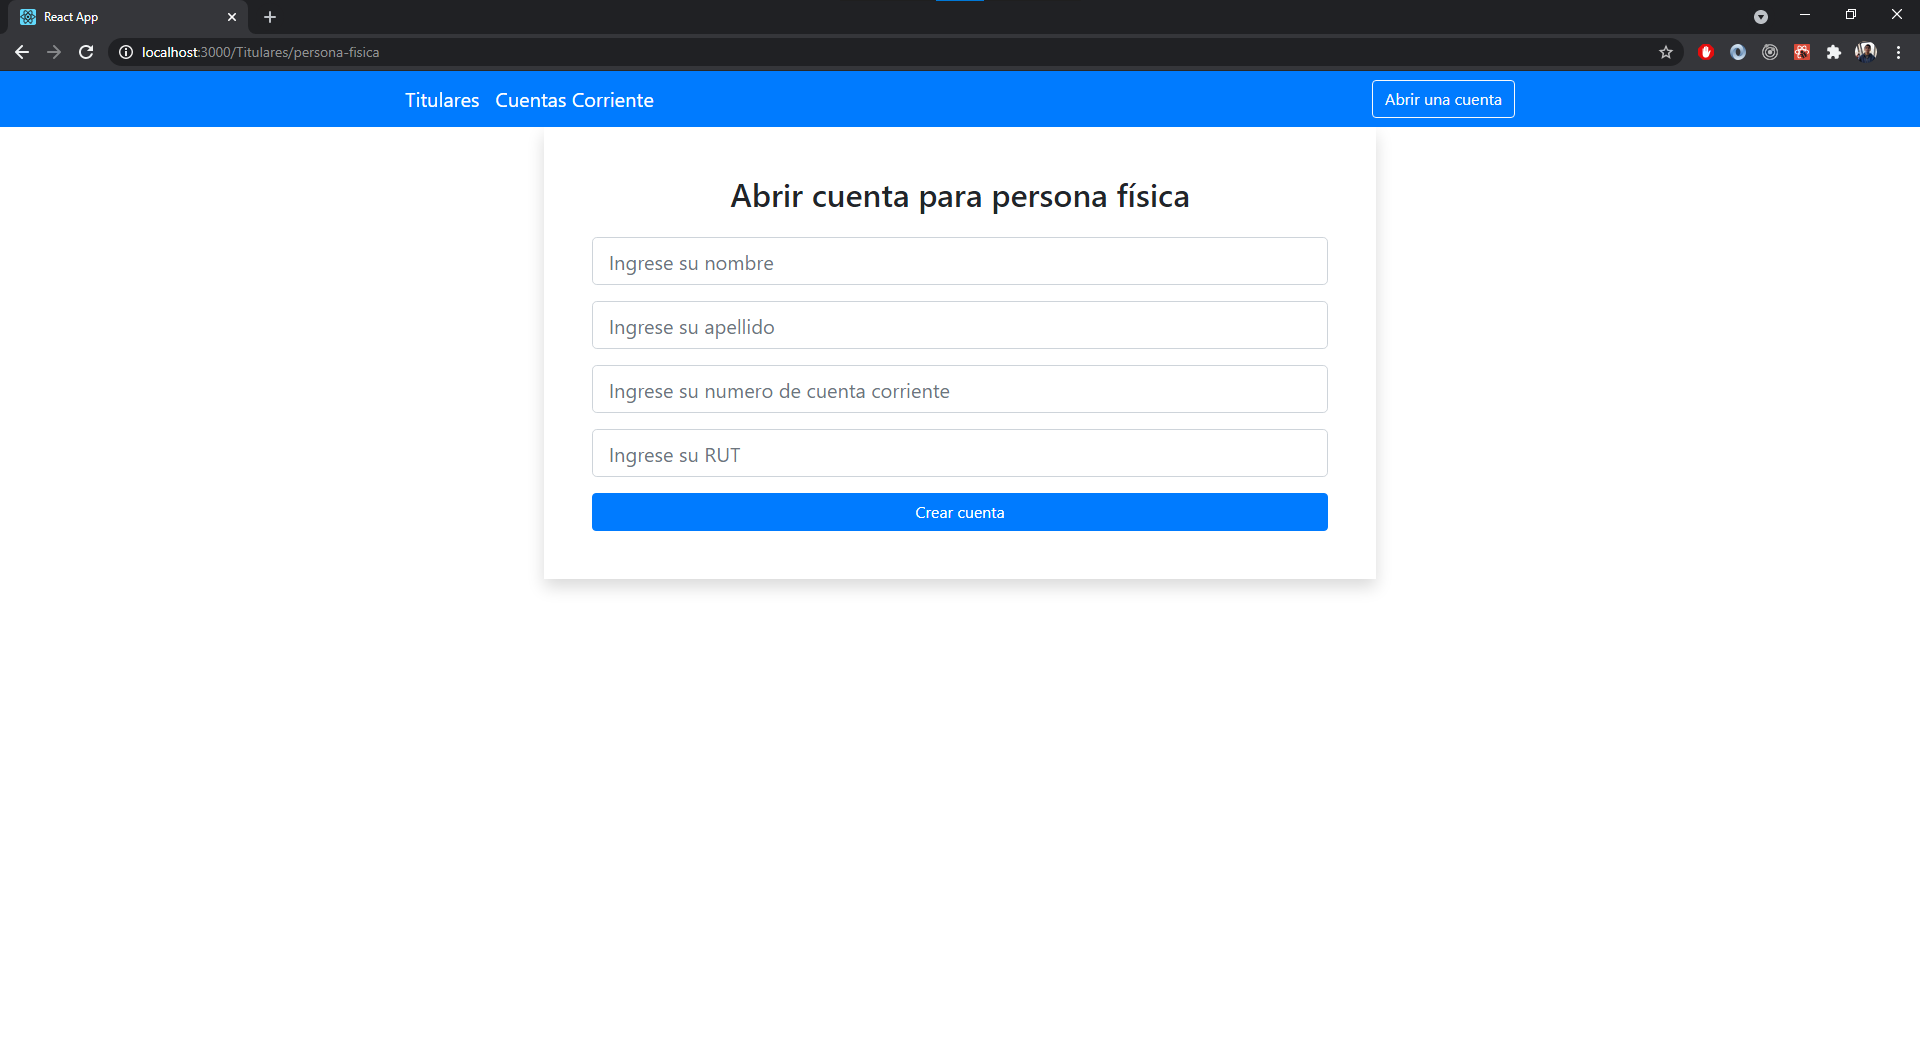 React App
localhost:3000/Titulares/persona-fisica
Titulares Cuentas Corriente Abrir una cuenta
Abrir cuenta para persona física
Ingrese su nombre
Ingrese su apellido
Ingrese su numero de cuenta corriente
Ingrese su RUT
Crear cuenta